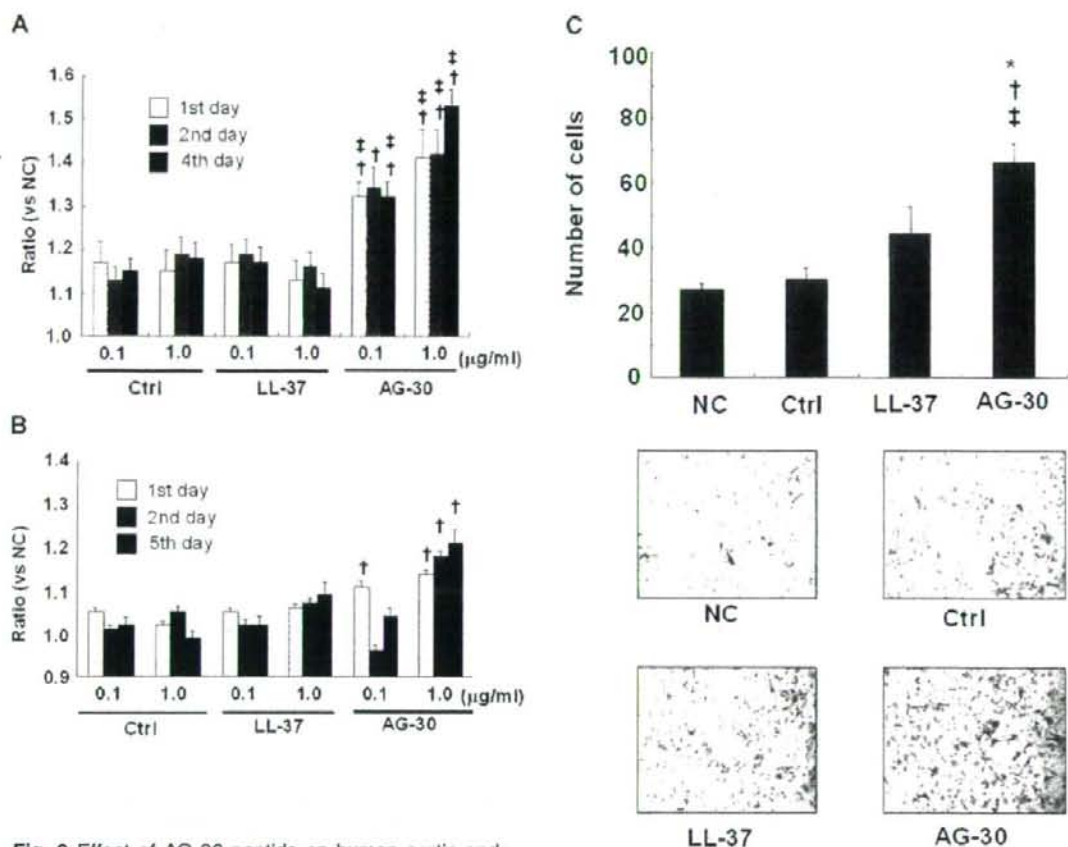 A
1.6
1.5
1.4
1.3
1.2
1.1
1.0
Ratio (vs NC)
1st day
2nd day
4th day
‡ † † ‡ † ‡ † ‡ † ‡ †
0.1 1.0 0.1 1.0 0.1 1.0 (μg/ml)
Ctrl LL-37 AG-30
B
1.4
1.3
1.2
1.1
1.0
0.9
Ratio (vs NC)
1st day
2nd day
5th day
† † † †
0.1 1.0 0.1 1.0 0.1 1.0 (μg/ml)
Ctrl LL-37 AG-30
C
100
80
60
40
20
0
Number of cells
*
†
‡
NC Ctrl LL-37 AG-30
NC Ctrl
LL-37 AG-30